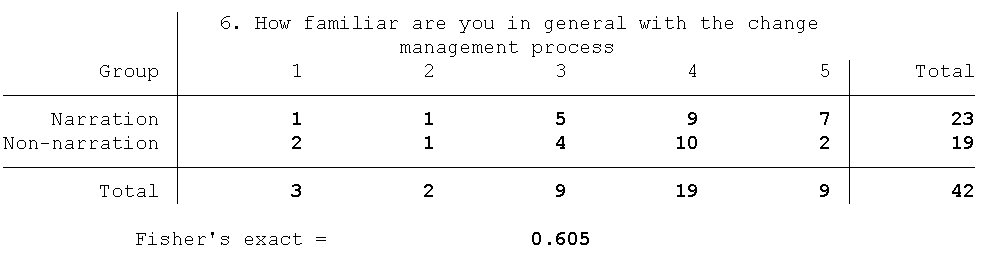 6. How familiar are you in general with the change
management process
Group 1 2 3 4 5 Total
Narration 1 1 5 9 7 23
Non-narration 2 1 4 10 2 19
Total 3 2 9 19 9 42
Fisher's exact = 0.605